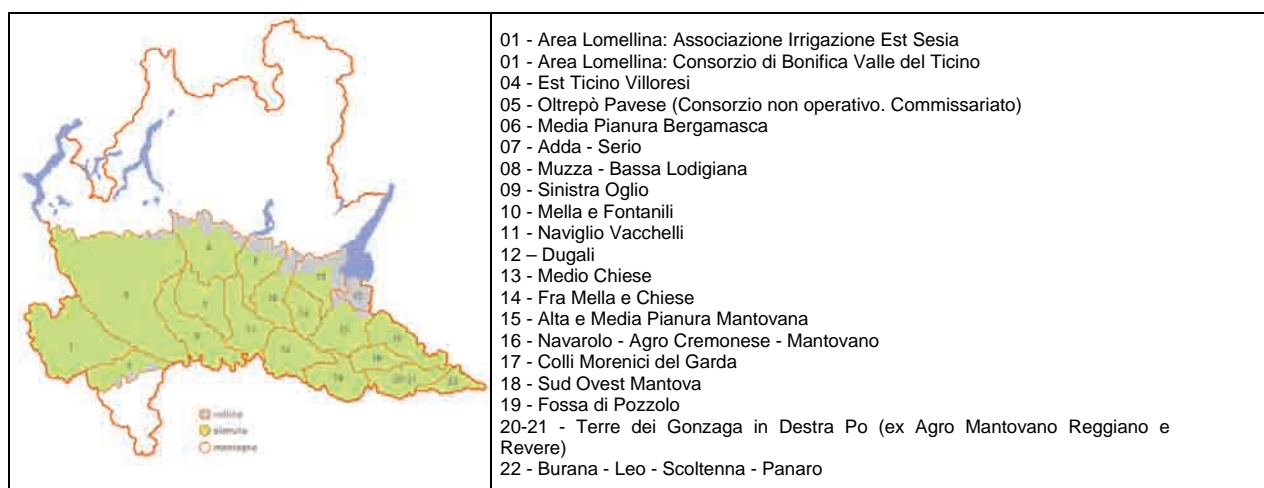 01 - Area Lomellina: Associazione Irrigazione Est Sesia
01 - Area Lomellina: Consorzio di Bonifica Valle del Ticino
04 - Est Ticino Villoresi
05 - Oltrepò Pavese (Consorzio non operativo. Commissariato)
06 - Media Pianura Bergamasca
07 - Adda - Serio
08 - Muzza - Bassa Lodigiana
09 - Sinistra Oglio
10 - Mella e Fontanili
11 - Naviglio Vacchelli
12 – Dugali
13 - Medio Chiese
14 - Fra Mella e Chiese
15 - Alta e Media Pianura Mantovana
16 - Navarolo - Agro Cremonese - Mantovano
17 - Colli Morenici del Garda
18 - Sud Ovest Mantova
19 - Fossa di Pozzolo
20-21 - Terre dei Gonzaga in Destra Po (ex Agro Mantovano Reggiano e
Revere)
22 - Burana - Leo - Scoltenna - Panaro
collina
pianura
montagna